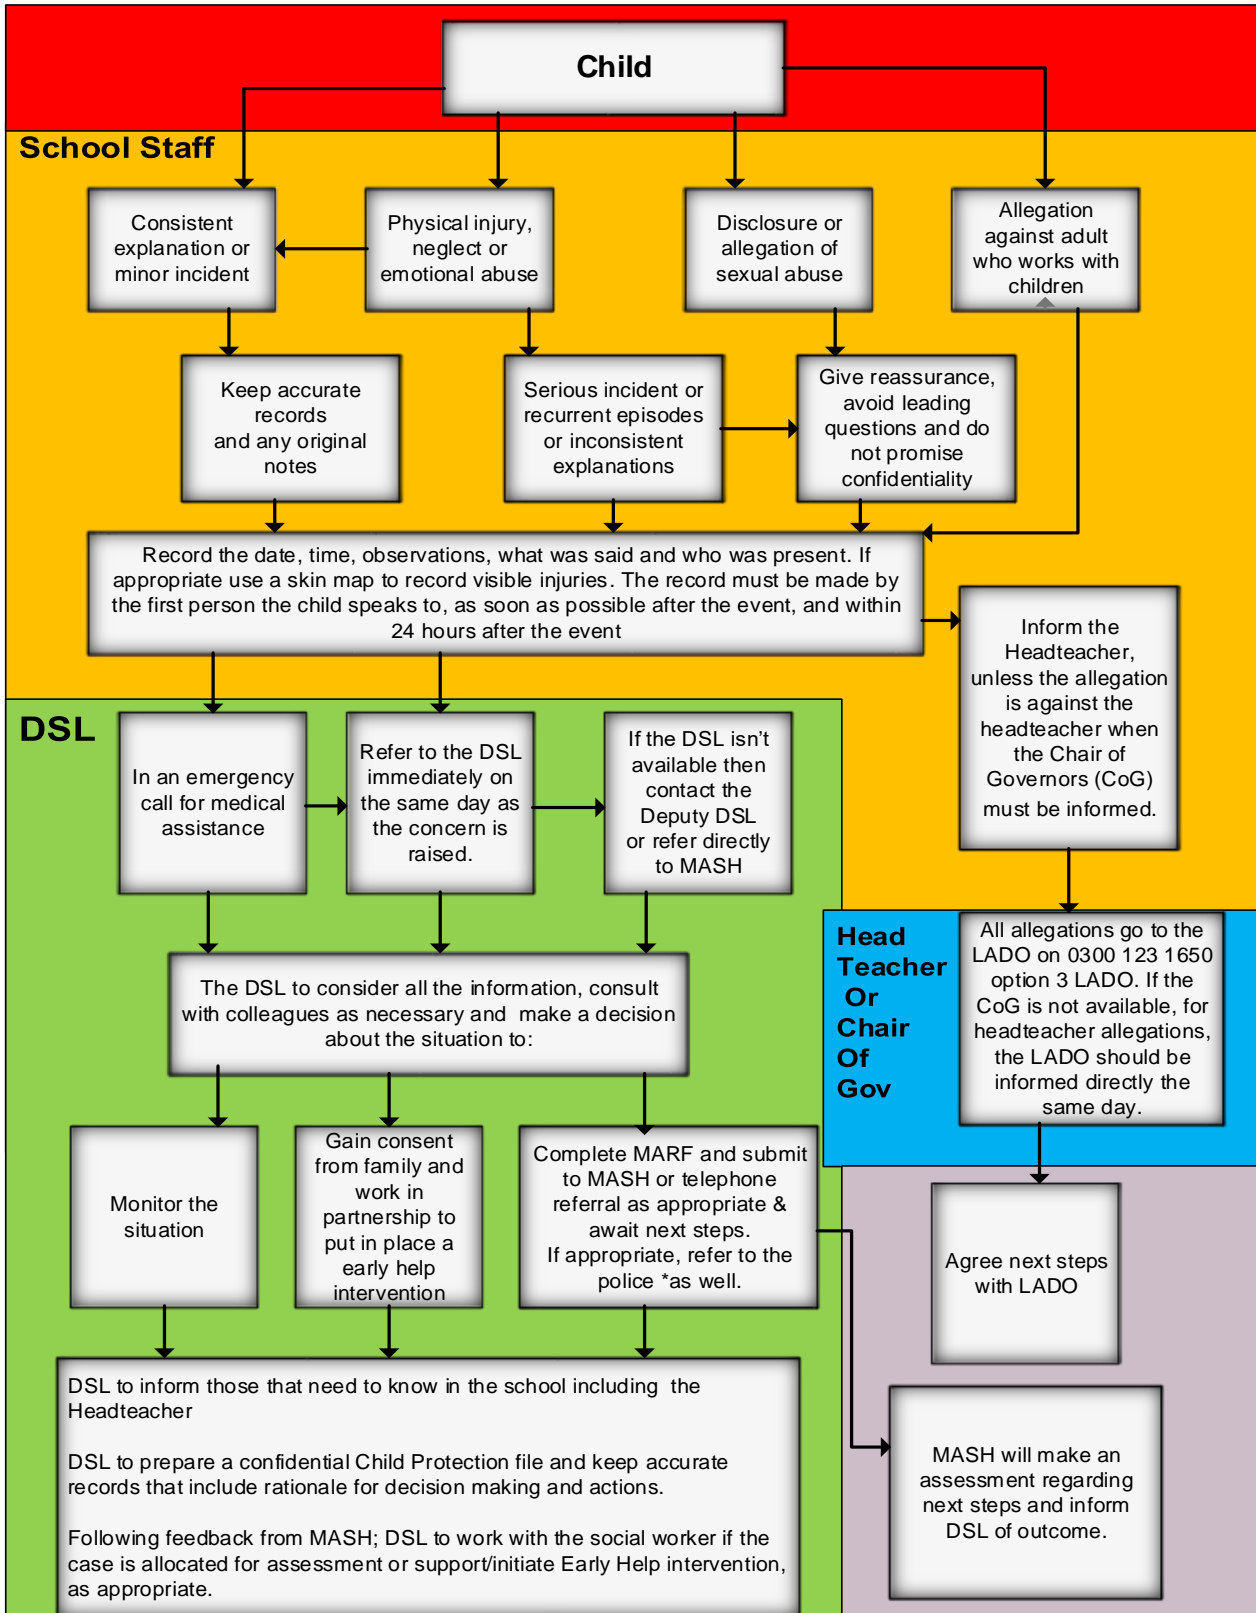 Child
School Staff
Consistent
explanation or
minor incident
Physical injury,
neglect or
emotional abuse
Disclosure or
allegation of
sexual abuse
Allegation
against adult
who works with
children
Keep accurate
records
and any original
notes
Serious incident or
recurrent episodes
or inconsistent
explanations
Give reassurance,
avoid leading
questions and do
not promise
confidentiality
Record the date, time, observations, what was said and who was present. If
appropriate use a skin map to record visible injuries. The record must be made by
the first person the child speaks to, as soon as possible after the event, and within
24 hours after the event
Inform the
Headteacher,
unless the allegation
is against the
headteacher when
the Chair of
Governors (CoG)
must be informed.
DSL
In an emergency
call for medical
assistance
Refer to the DSL
immediately on
the same day as
the concern is
raised.
If the DSL isn't
available then
contact the
Deputy DSL
or refer directly
to MASH
Head
Teacher
Or
Chair
Of
Gov
All allegations go to the
LADO on 0300 123 1650
option 3 LADO. If the
CoG is not available, for
headteacher allegations,
the LADO should be
informed directly the
same day.
The DSL to consider all the information, consult
with colleagues as necessary and make a decision
about the situation to:
Monitor the
situation
Gain consent
from family and
work in
partnership to
put in place a
early help
intervention
Complete MARF and submit
to MASH or telephone
referral as appropriate &
await next steps.
If appropriate, refer to the
police *as well.
Agree next steps
with LADO
DSL to inform those that need to know in the school including the
Headteacher
DSL to prepare a confidential Child Protection file and keep accurate
records that include rationale for decision making and actions.
Following feedback from MASH; DSL to work with the social worker if the
case is allocated for assessment or support/initiate Early Help intervention,
as appropriate.
MASH will make an
assessment regarding
next steps and inform
DSL of outcome.